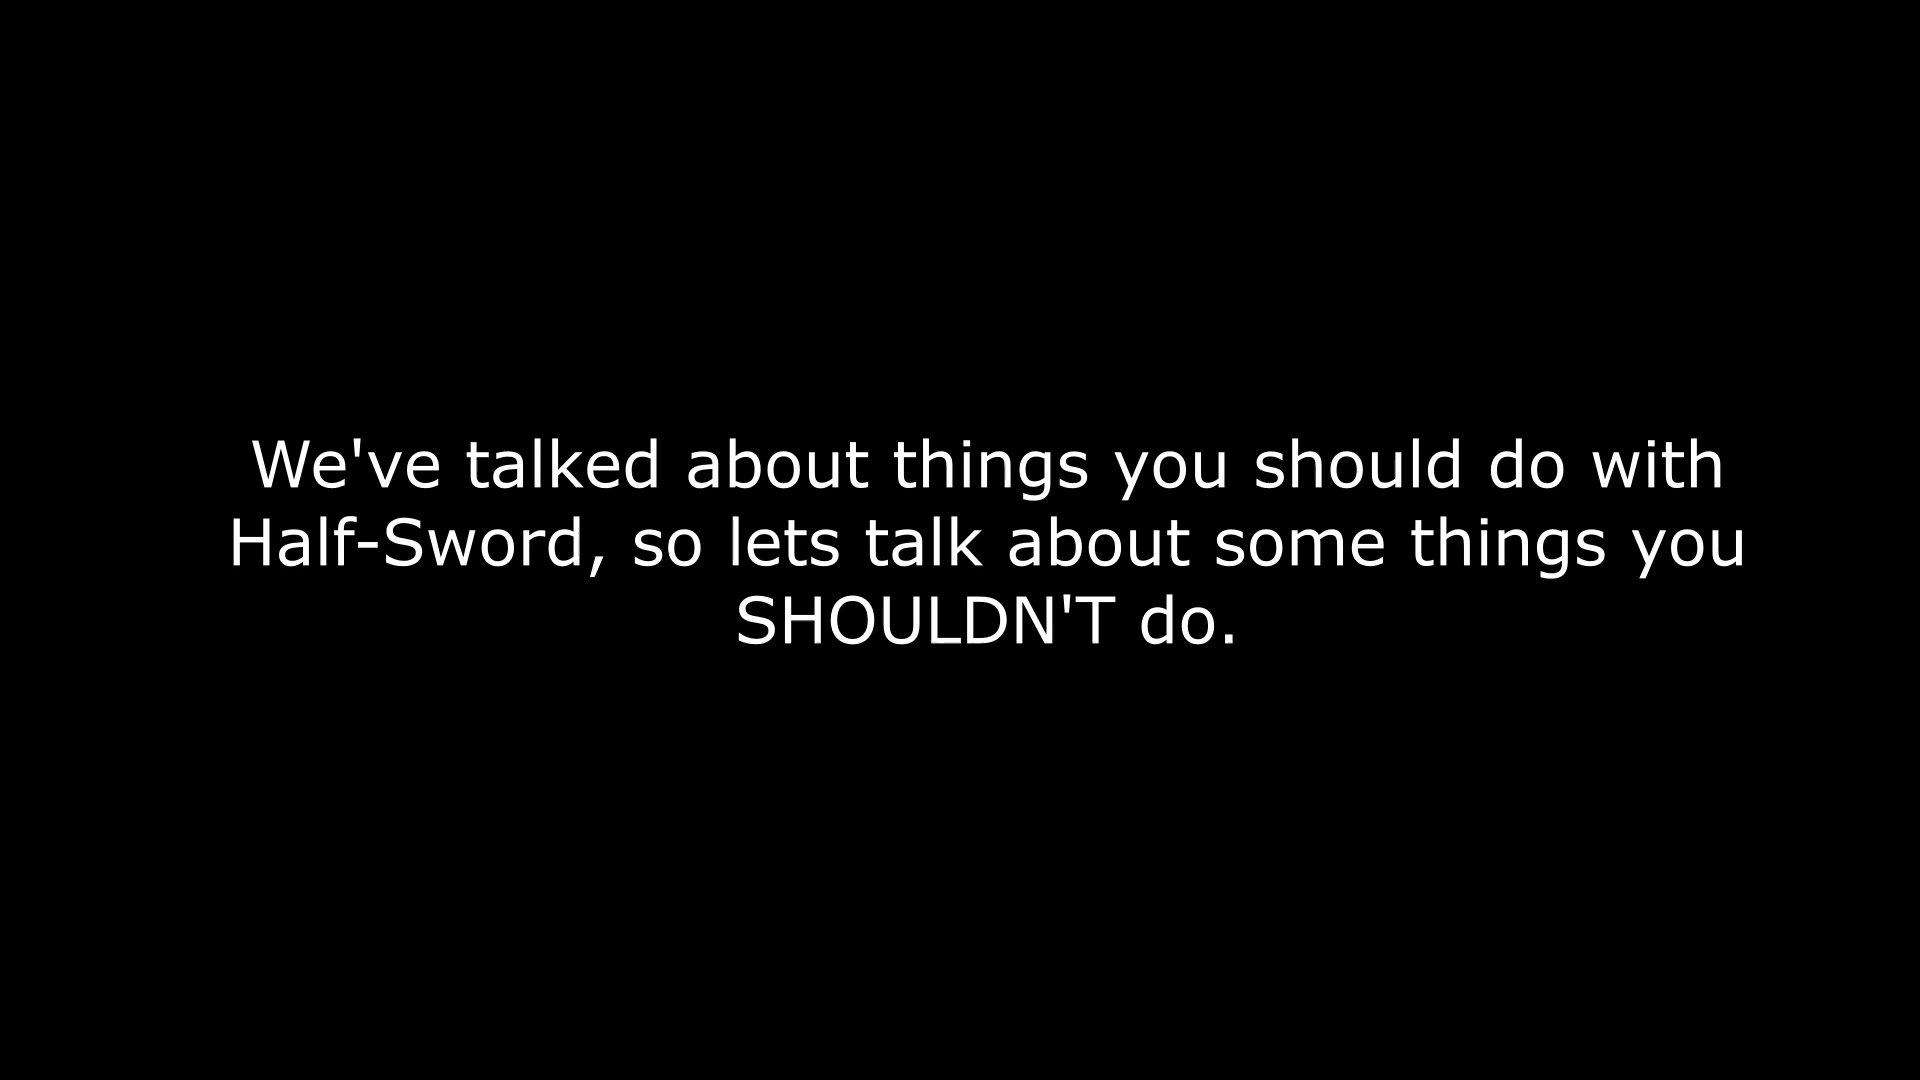 We've talked about things you should do with
Half-Sword, so lets talk about some things you
SHOULDN'T do.